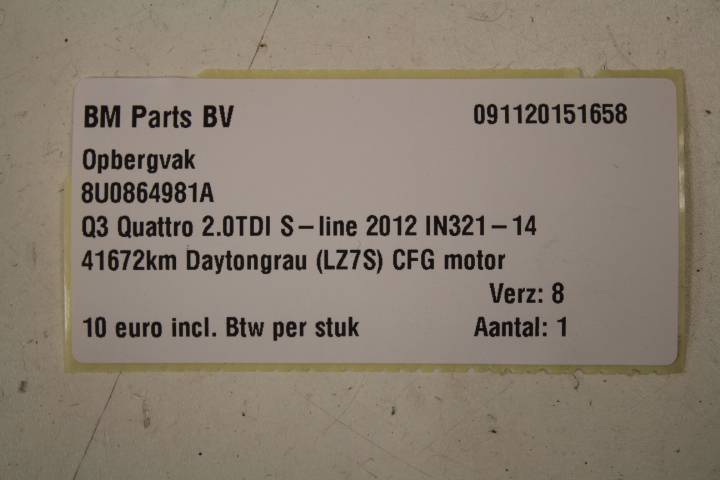 BM Parts BV 091120151658
Opbergvak
8U0864981A
Q3 Quattro 2.0TDI S-line 2012 IN321-14
41672km Daytongrau (LZ7S) CFG motor
Verz: 8
10 euro incl. Btw per stuk Aantal: 1